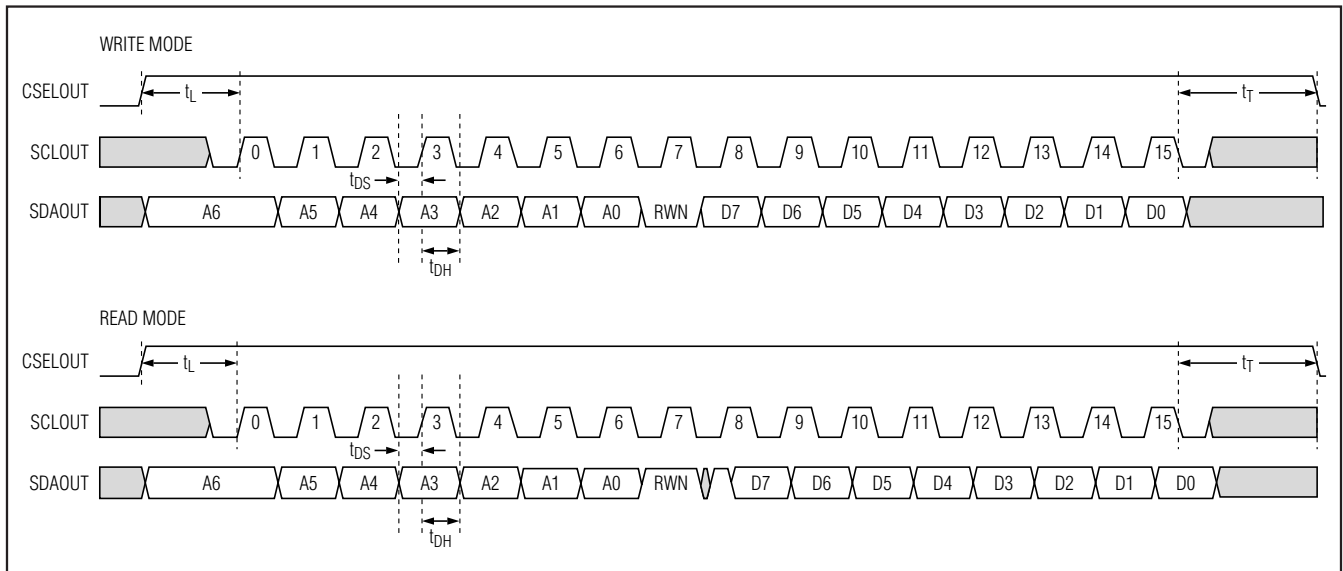 WRITE MODE
CSELOUT tL tT
SCLOUT 0 1 2 3 4 5 6 7 8 9 10 11 12 13 14 15
tDS
SDAOUT A6 A5 A4 A3 A2 A1 A0 RWN D7 D6 D5 D4 D3 D2 D1 D0
tDH
READ MODE
CSELOUT tL tT
SCLOUT 0 1 2 3 4 5 6 7 8 9 10 11 12 13 14 15
tDS
SDAOUT A6 A5 A4 A3 A2 A1 A0 RWN D7 D6 D5 D4 D3 D2 D1 D0
tDH